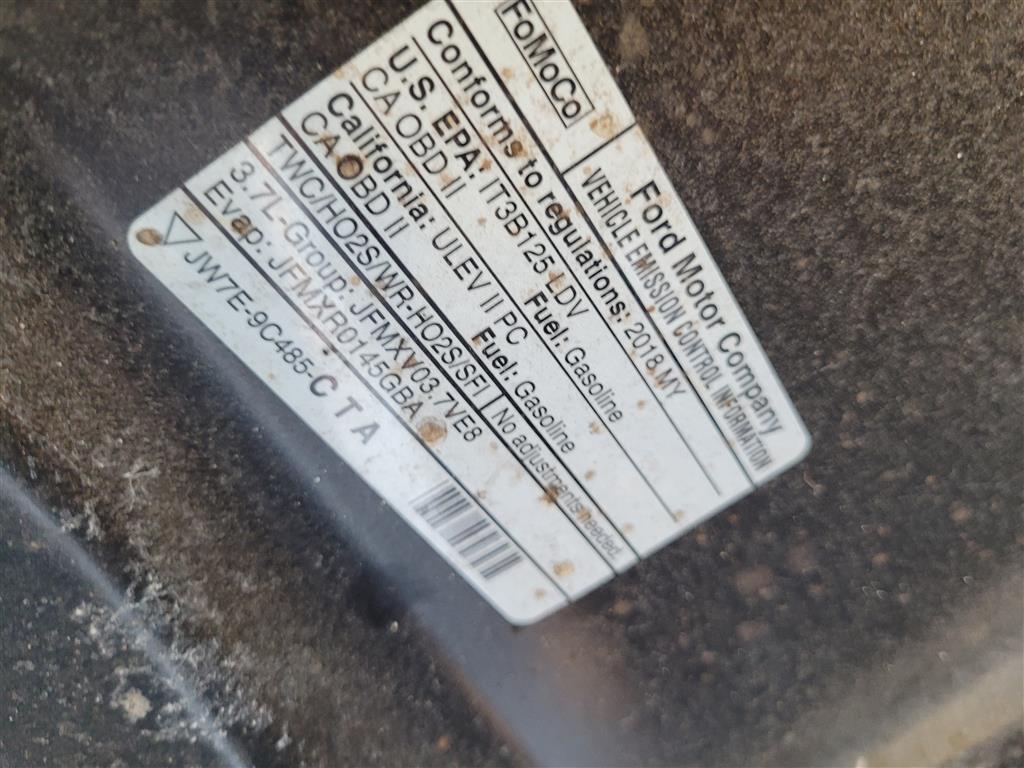 FoMoCo
Ford Motor Company
VEHICLE EMISSION CONTROL INFORMATION
Conforms to regulations: 2018 MY
U.S. EPA: IT3B125 LDV Fuel: Gasoline
CA OBD II
California: ULEV II PC Fuel: Gasoline
CA OBD II
TWC/HO2S/WR-HO2S/SFI No adjustments needed.
3.7L-Group: JFMXV03.7VE8
Evap: JFMXR0145GBA
JW7E-9C485-C T A